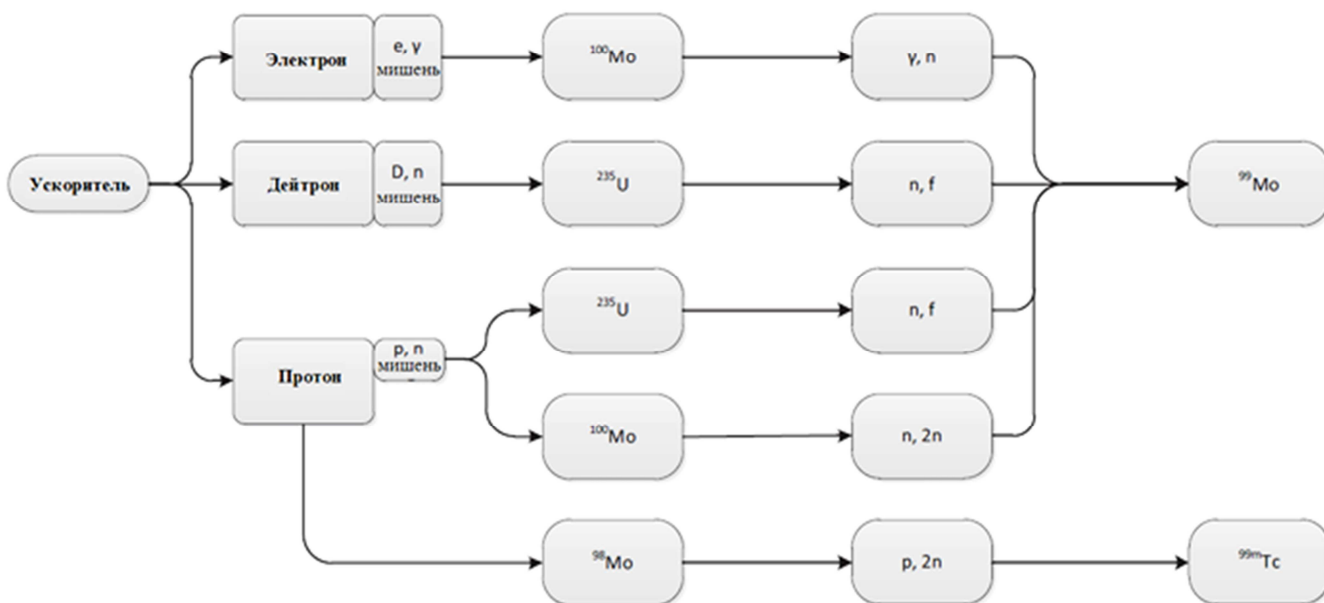 Электрон
e, γ
мишень
¹⁰⁰Mo
γ, n
Ускоритель
Дейтрон
D, n
мишень
²³⁵U
n, f
⁹⁹Mo
²³⁵U
n, f
Протон
p, n
мишень
¹⁰⁰Mo
n, 2n
⁹⁸Mo
p, 2n
⁹⁹ᵐTc